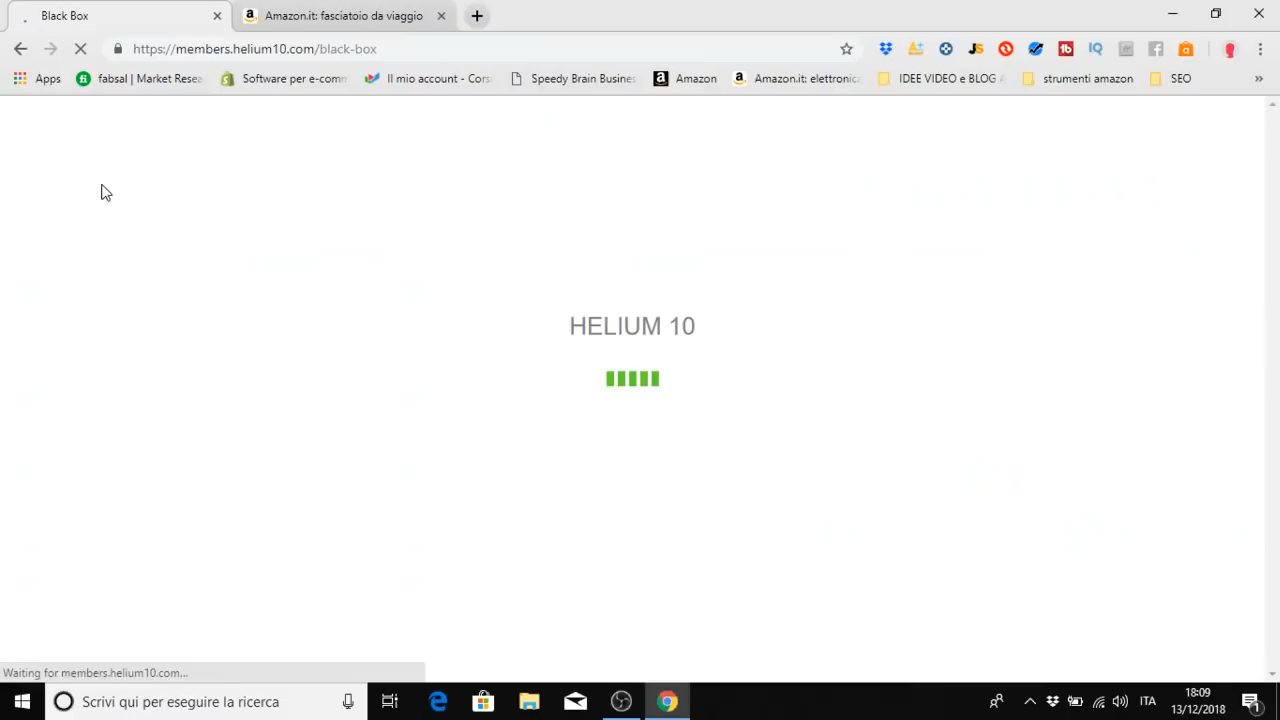 Black Box
Amazon.it: fasciatoio da viaggio
https://members.helium10.com/black-box
Apps
fabsal | Market Resea
Software per e-comm
Il mio account - Cors
Speedy Brain Busines
Amazon
Amazon.it: elettronica
IDEE VIDEO e BLOG A
strumenti amazon
SEO
HELIUM 10
Waiting for members.helium10.com...
Scrivi qui per eseguire la ricerca
ITA
18:09
13/12/2018